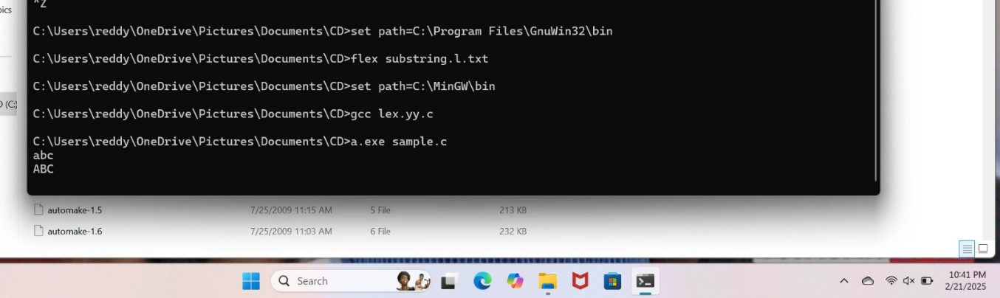 ^Z
pics
C:\Users\reddy\OneDrive\Pictures\Documents\CD>set path=C:\Program Files\GnuWin32\bin
C:\Users\reddy\OneDrive\Pictures\Documents\CD>flex substring.l.txt
C:\Users\reddy\OneDrive\Pictures\Documents\CD>set path=C:\MinGW\bin
D (C:
C:\Users\reddy\OneDrive\Pictures\Documents\CD>gcc lex.yy.c
C:\Users\reddy\OneDrive\Pictures\Documents\CD>a.exe sample.c
abc
ABC
automake-1.5 7/25/2009 11:15 AM 5 File 213 KB
automake-1.6 7/25/2009 11:03 AM 6 File 232 KB
Search
10:41 PM
2/21/2025